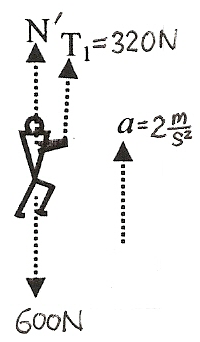 N′ T₁=320N
a=2 m/s²
600N